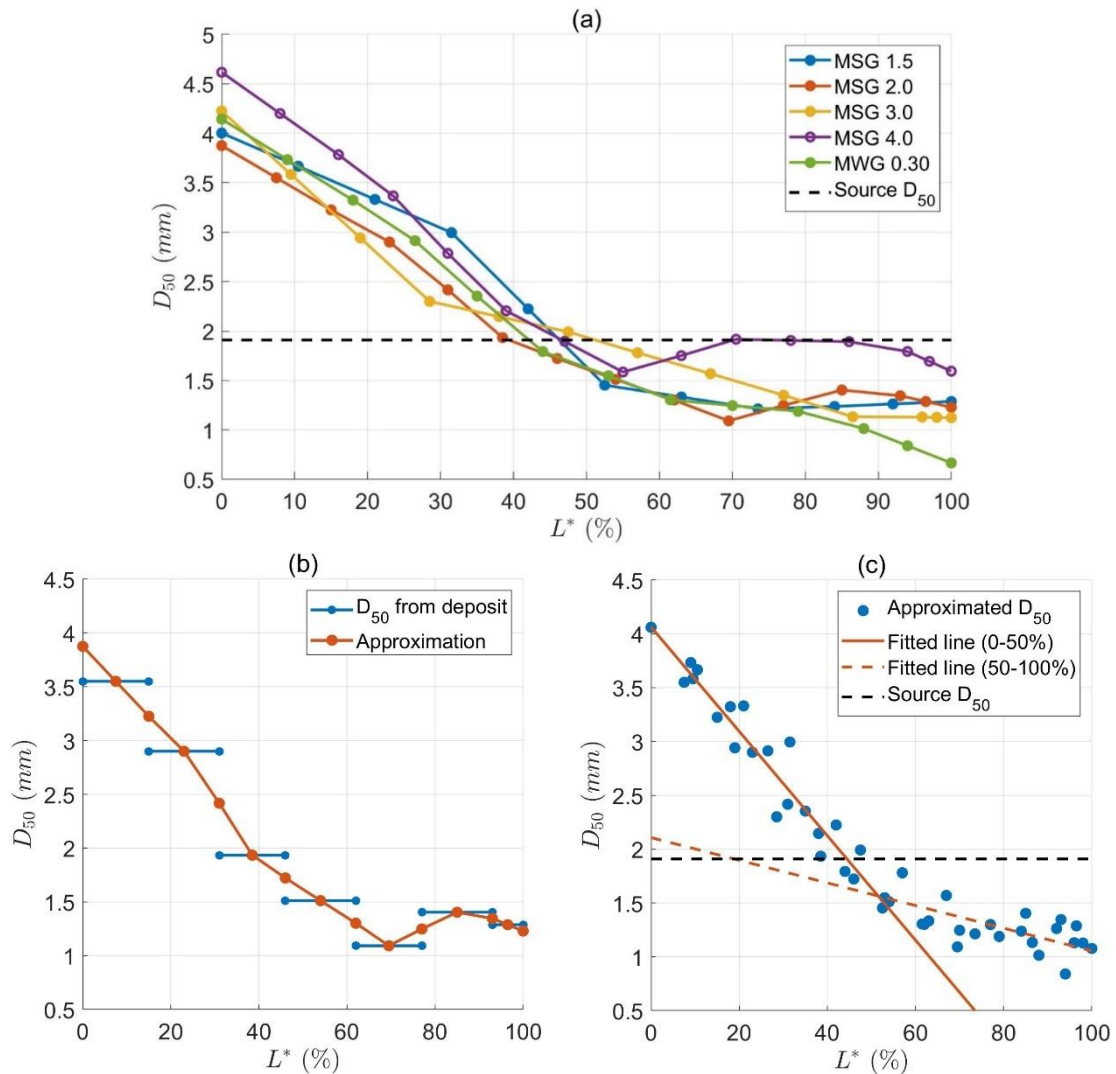 (a)
5
4.5
4
3.5
3
2.5
2
1.5
1
0.5
D50 (mm)
0 10 20 30 40 50 60 70 80 90 100
L* (%)
MSG 1.5
MSG 2.0
MSG 3.0
MSG 4.0
MWG 0.30
Source D50
(b)
4.5
4
3.5
3
2.5
2
1.5
1
0.5
D50 (mm)
0 20 40 60 80 100
L* (%)
D50 from deposit
Approximation
(c)
4.5
4
3.5
3
2.5
2
1.5
1
0.5
D50 (mm)
0 20 40 60 80 100
L* (%)
Approximated D50
Fitted line (0-50%)
Fitted line (50-100%)
Source D50